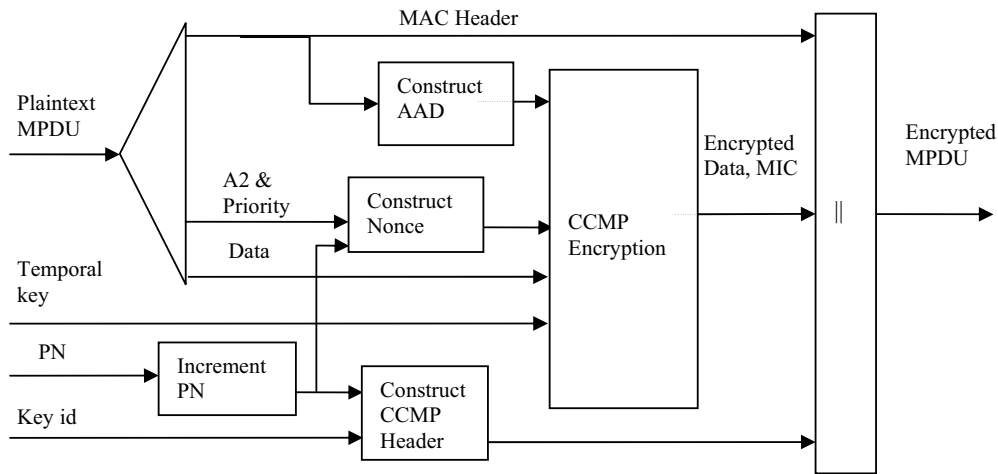 MAC Header
Construct
AAD
Plaintext
MPDU
Encrypted
Data, MIC
Encrypted
MPDU
A2 &
Priority
Construct
Nonce
||
CCMP
Encryption
Data
Temporal
key
PN
Increment
PN
Construct
CCMP
Header
Key id